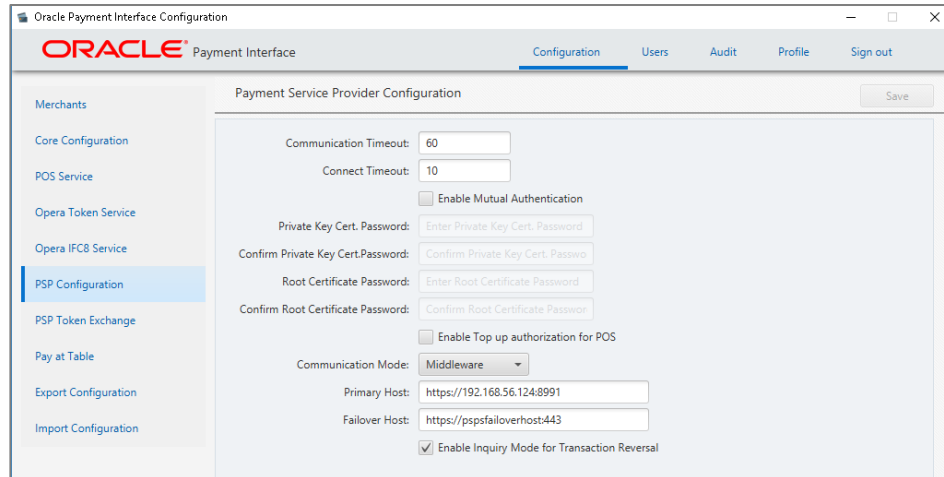 Oracle Payment Interface Configuration
ORACLE® Payment Interface
Configuration Users Audit Profile Sign out
Merchants
Core Configuration
POS Service
Opera Token Service
Opera IFC8 Service
PSP Configuration
PSP Token Exchange
Pay at Table
Export Configuration
Import Configuration
Payment Service Provider Configuration
Save
Communication Timeout: 60
Connect Timeout: 10
Enable Mutual Authentication
Private Key Cert. Password: Enter Private Key Cert. Password
Confirm Private Key Cert.Password: Confirm Private Key Cert. Passwo
Root Certificate Password: Enter Root Certificate Password
Confirm Root Certificate Password: Confirm Root Certificate Passwor
Enable Top up authorization for POS
Communication Mode: Middleware
Primary Host: https://192.168.56.124:8991
Failover Host: https://pspsfailoverhost:443
Enable Inquiry Mode for Transaction Reversal